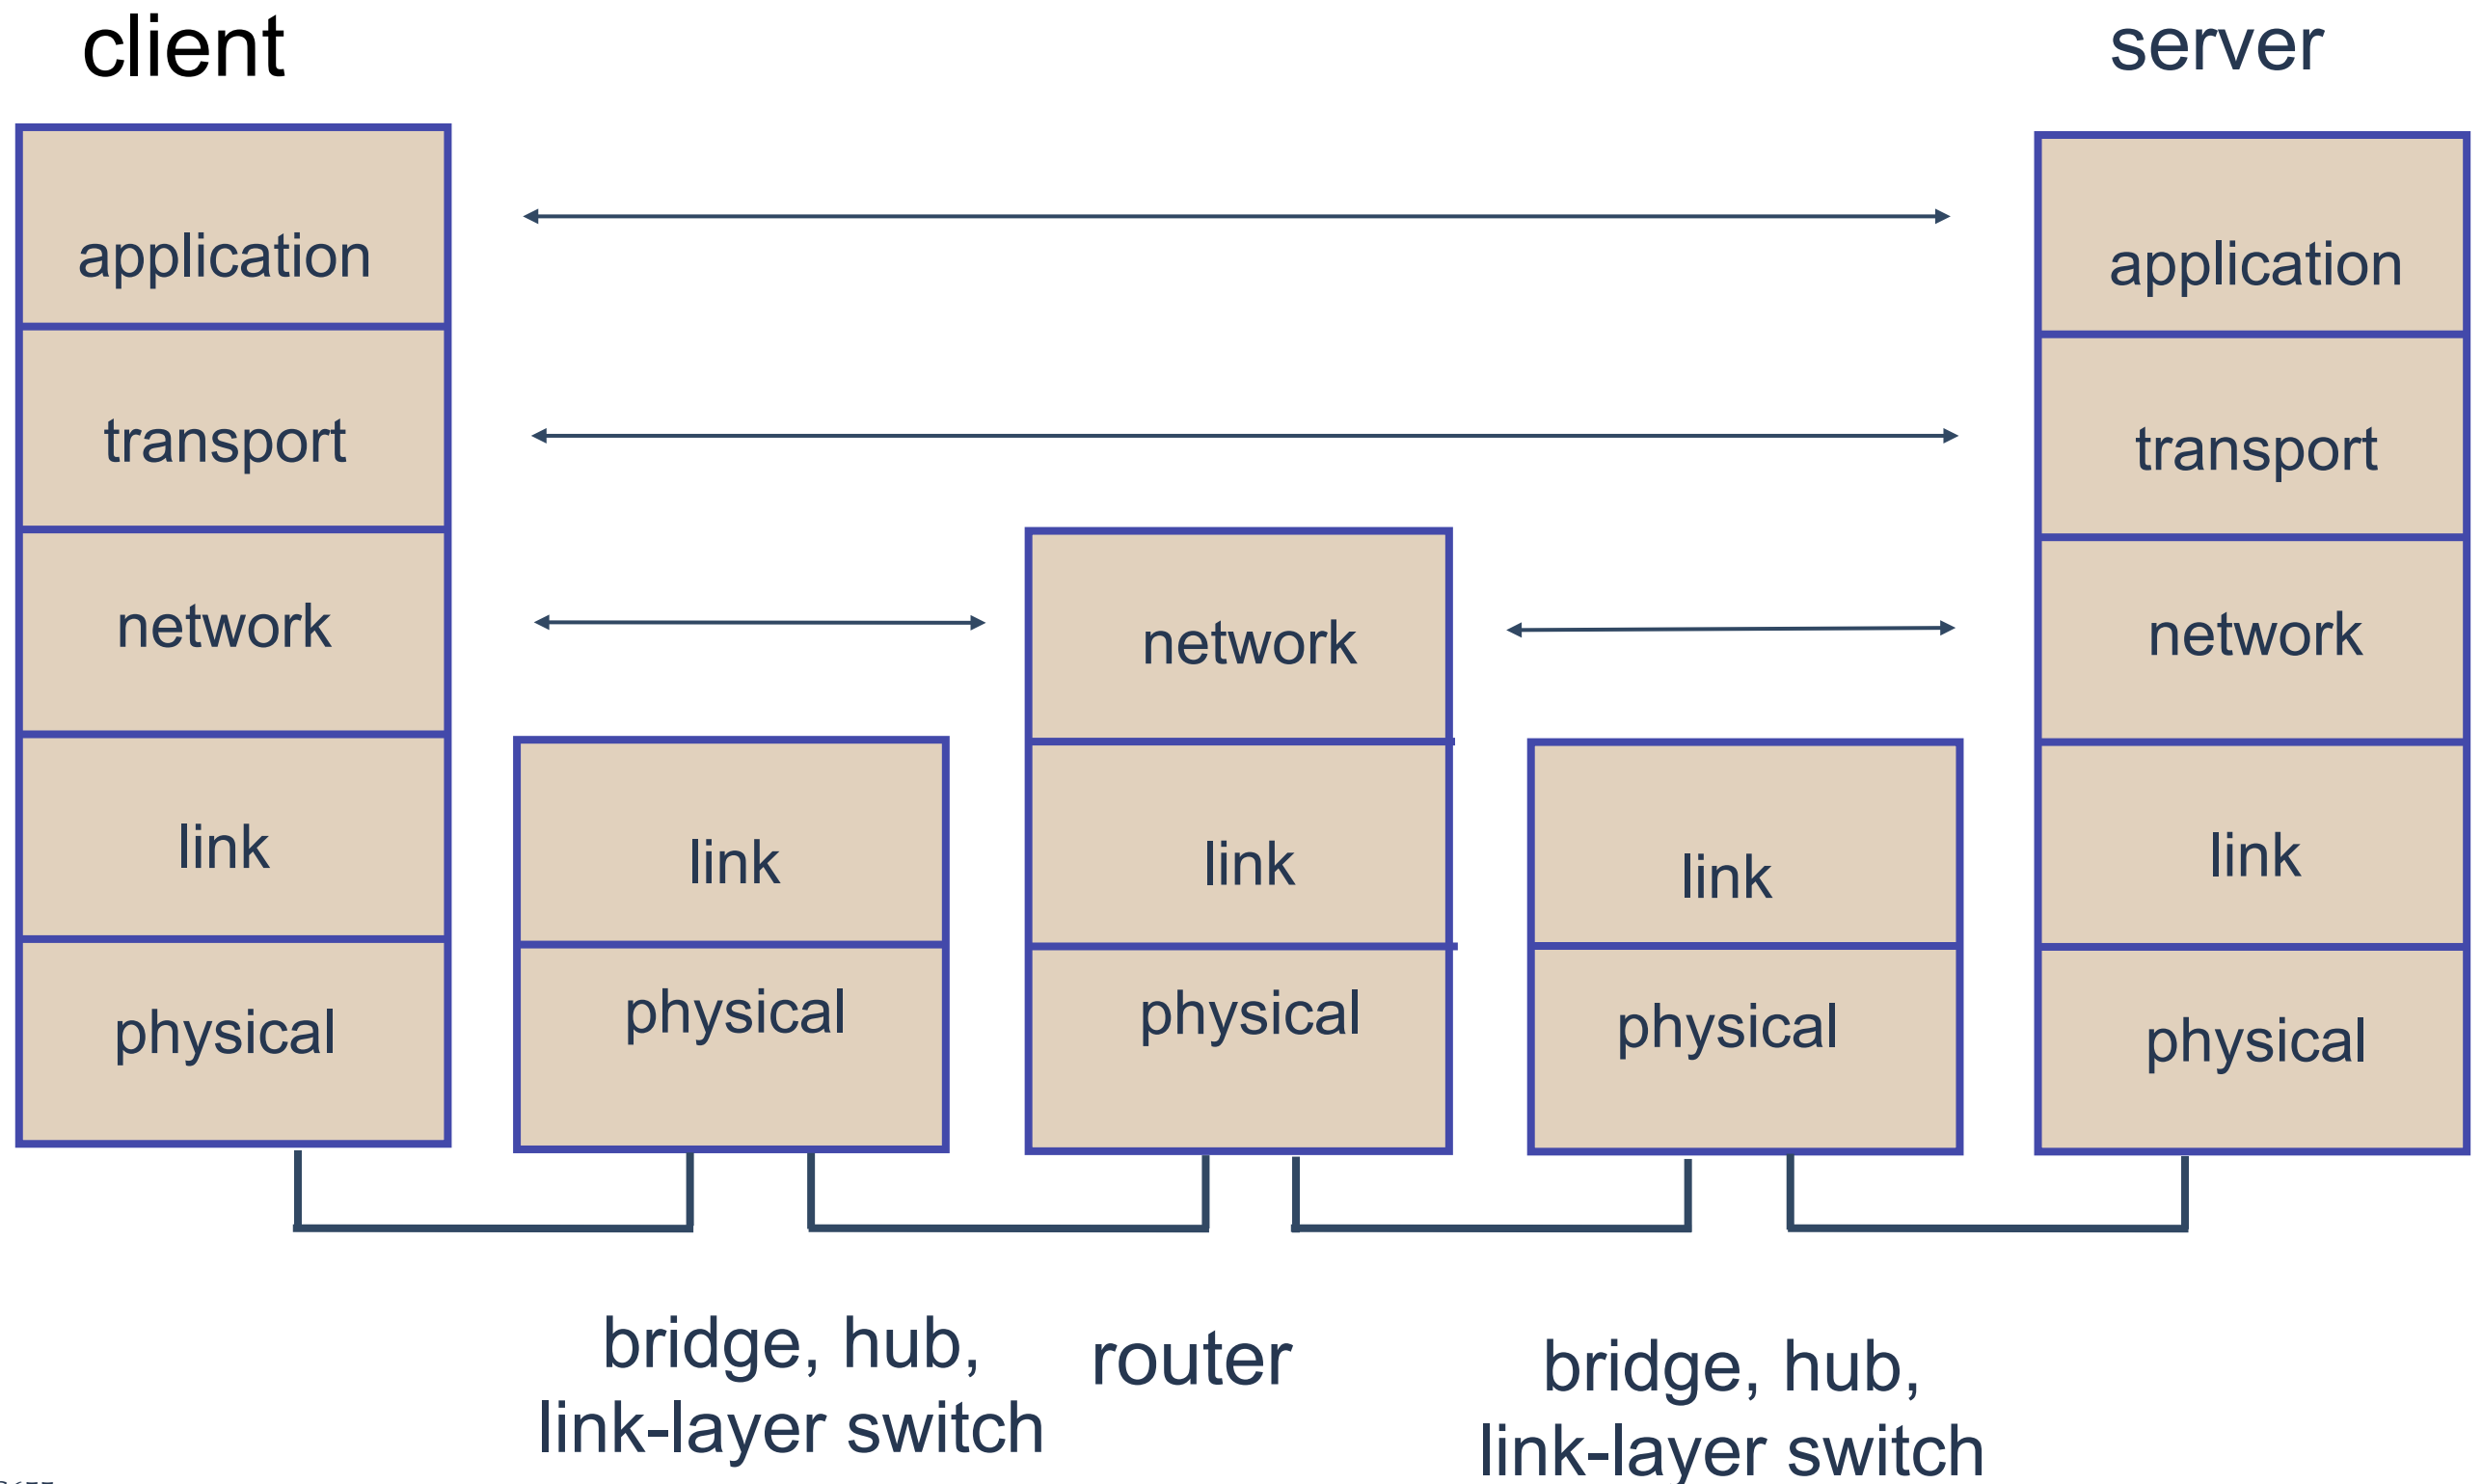 client
server
application
transport
network
link
physical
link
physical
network
link
physical
link
physical
application
transport
network
link
physical
bridge, hub,
link-layer switch
router
bridge, hub,
link-layer switch